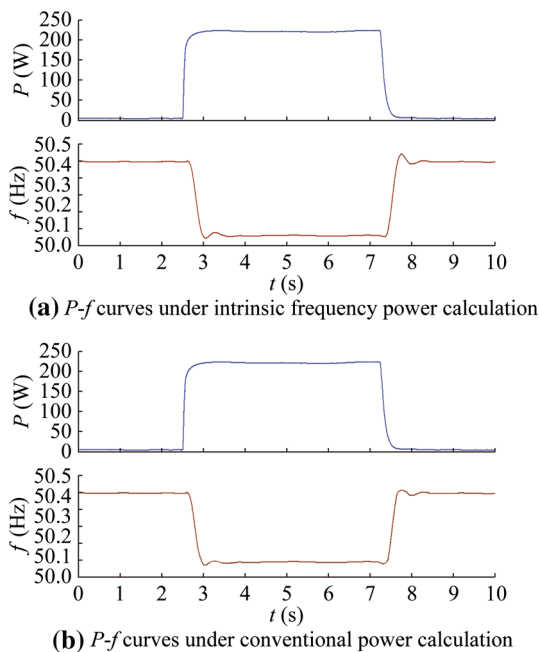 250
200
150
100
50
0
P (W)
50.5
50.4
50.3
50.2
50.1
50.0
f (Hz)
0 1 2 3 4 5 6 7 8 9 10
t (s)
(a) P-f curves under intrinsic frequency power calculation
250
200
150
100
50
0
P (W)
50.5
50.4
50.3
50.2
50.1
50.0
f (Hz)
0 1 2 3 4 5 6 7 8 9 10
t (s)
(b) P-f curves under conventional power calculation